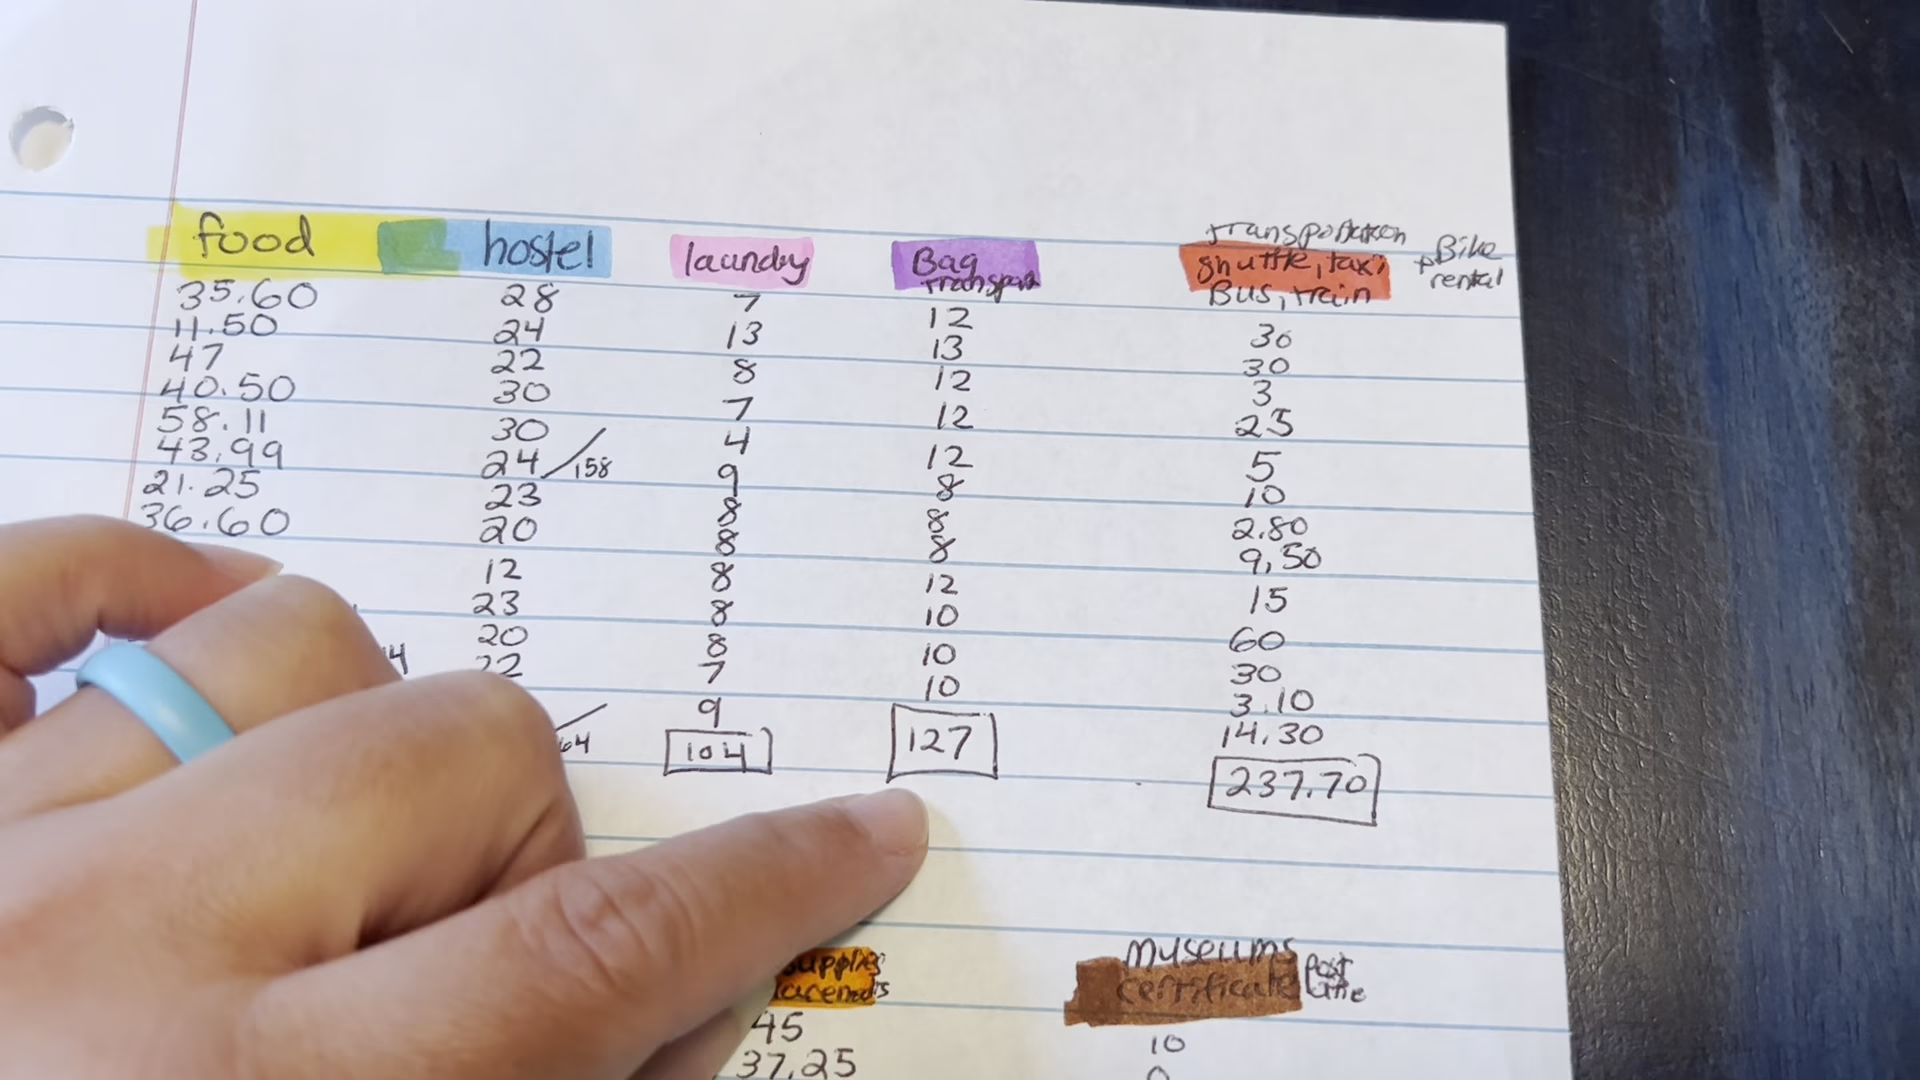 food hostel laundry Bag Transport transportation shuttle, taxi Bus, train + Bike rental
35.60 28 7 12 30
11.50 24 13 13 30
47 22 8 12 3
40.50 30 7 12 25
58.11 30 4 12 5
43.99 24 158 9 8 10
21.25 23 8 8 2.80
36.60 20 8 8 9,50
12 8 12 15
23 8 10 60
20 8 10 30
22 7 10 3.10
9 14.30
64 104 127 237.70
supplies museums
certificate Post
45 10
37.25